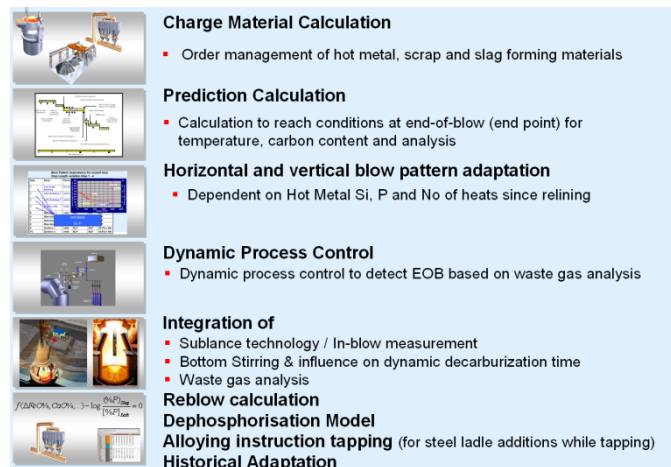 Charge Material Calculation
Order management of hot metal, scrap and slag forming materials
Prediction Calculation
Calculation to reach conditions at end-of-blow (end point) for
temperature, carbon content and analysis
Horizontal and vertical blow pattern adaptation
Dependent on Hot Metal Si, P and No of heats since relining
Dynamic Process Control
Dynamic process control to detect EOB based on waste gas analysis
Integration of
Sublance technology / In-blow measurement
Bottom Stirring & influence on dynamic decarburization time
Waste gas analysis
Reblow calculation
Dephosphorisation Model
Alloying instruction tapping (for steel ladle additions while tapping)
Historical Adaptation